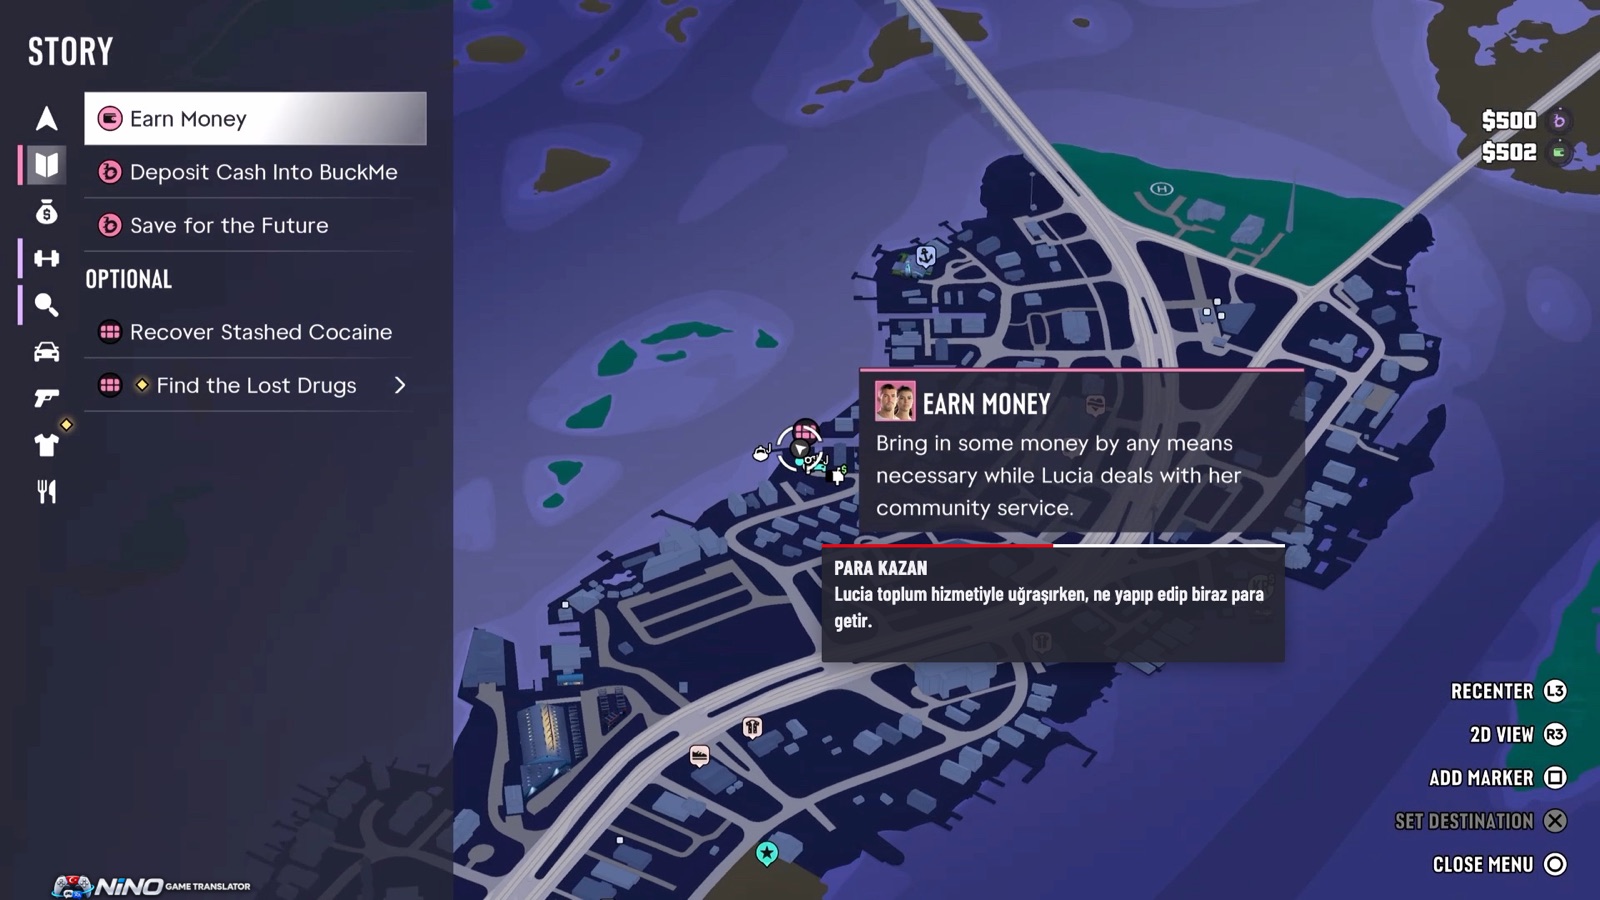 STORY
Earn Money
Deposit Cash Into BuckMe
Save for the Future
OPTIONAL
Recover Stashed Cocaine
Find the Lost Drugs
$500
$502
H
EARN MONEY
Bring in some money by any means
necessary while Lucia deals with her
community service.
PARA KAZAN
Lucia toplum hizmetiyle uğraşırken, ne yapıp edip biraz para
getir.
RECENTER L3
2D VIEW R3
ADD MARKER
SET DESTINATION
CLOSE MENU
NiNO GAME TRANSLATOR